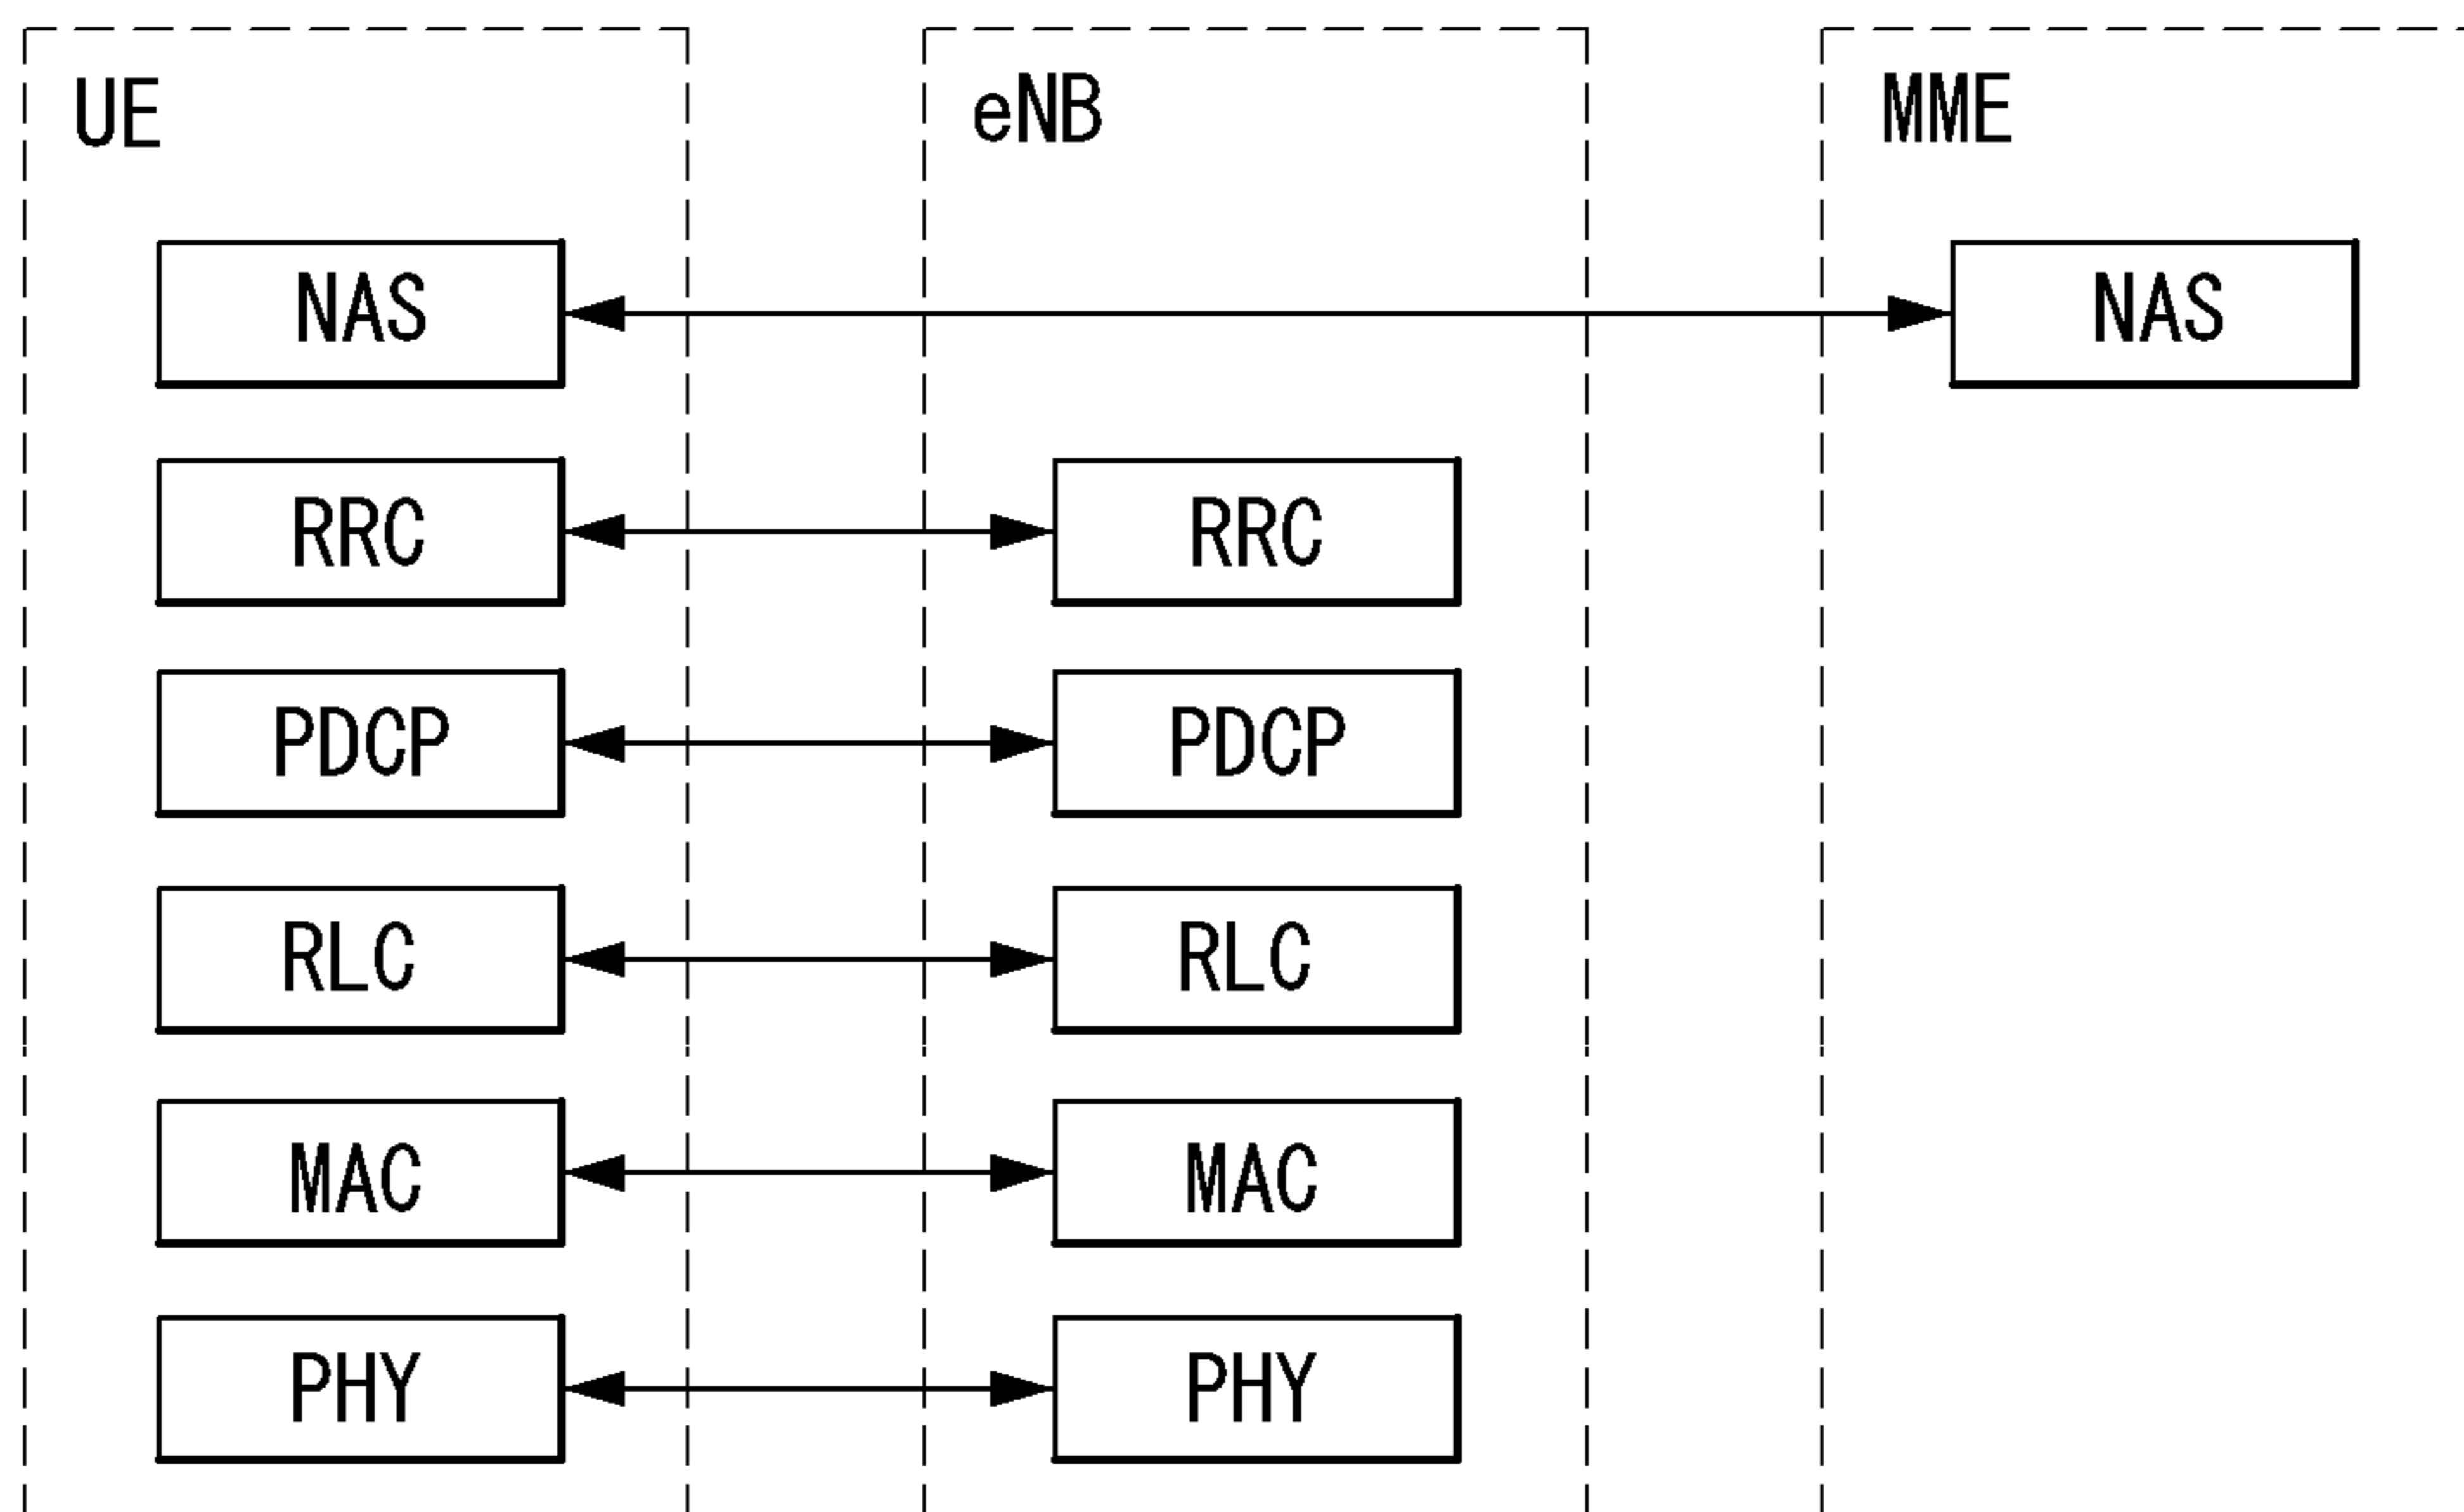 UE eNB MME
NAS NAS
RRC RRC
PDCP PDCP
RLC RLC
MAC MAC
PHY PHY